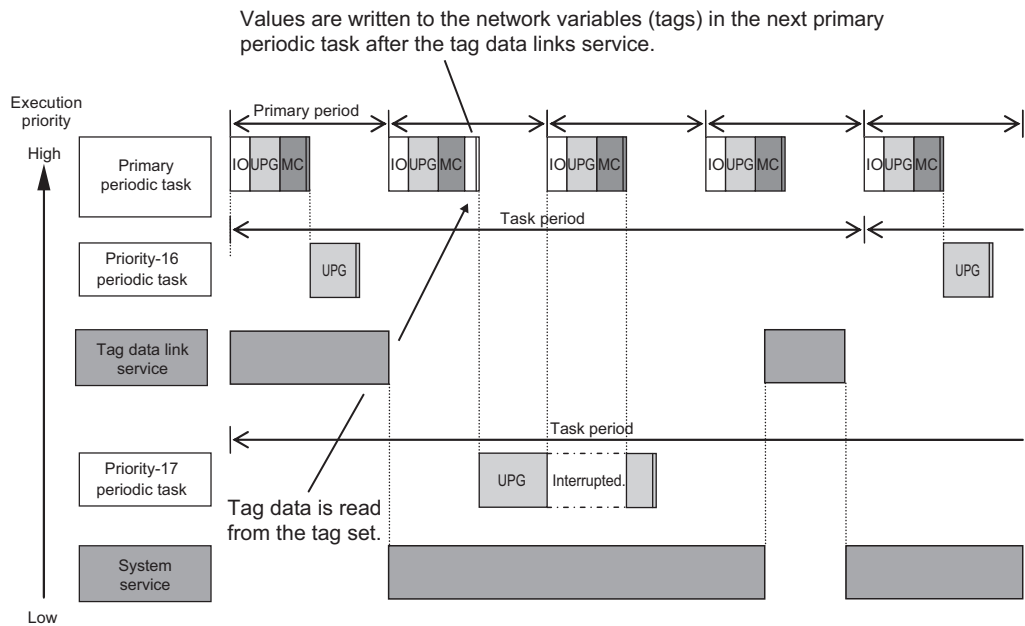 Values are written to the network variables (tags) in the next primary
periodic task after the tag data links service.
Execution
priority
High
Primary period
Primary
periodic task
IO UPG MC
IO UPG MC
IO UPG MC
IO UPG MC
IO UPG MC
Task period
Priority-16
periodic task
UPG
UPG
Tag data link
service
Task period
Priority-17
periodic task
UPG
Interrupted.
Tag data is read
from the tag set.
System
service
Low